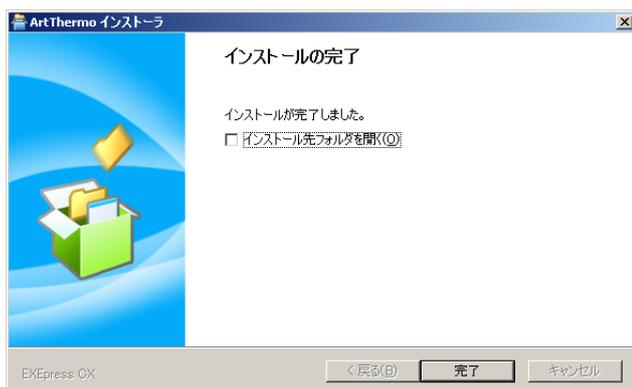 ArtThermo インストーラ
インストールの完了
インストールが完了しました。
インストール先フォルダを開く(O)
EXEpress CX
< 戻る(B)
完了
キャンセル